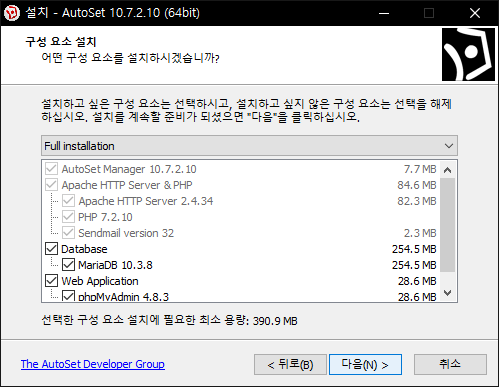 설치 - AutoSet 10.7.2.10 (64bit)
구성 요소 설치
어떤 구성 요소를 설치하시겠습니까?
설치하고 싶은 구성 요소는 선택하시고, 설치하고 싶지 않은 구성 요소는 선택을 해제
하십시오. 설치를 계속할 준비가 되셨으면 "다음"을 클릭하십시오.
Full installation
AutoSet Manager 10.7.2.10 7.7 MB
Apache HTTP Server & PHP 84.6 MB
Apache HTTP Server 2.4.34 82.3 MB
PHP 7.2.10
Sendmail version 32 2.3 MB
Database 254.5 MB
MariaDB 10.3.8 254.5 MB
Web Application 28.6 MB
phpMyAdmin 4.8.3 28.6 MB
선택한 구성 요소 설치에 필요한 최소 용량: 390.9 MB
The AutoSet Developer Group
< 뒤로(B)
다음(N) >
취소